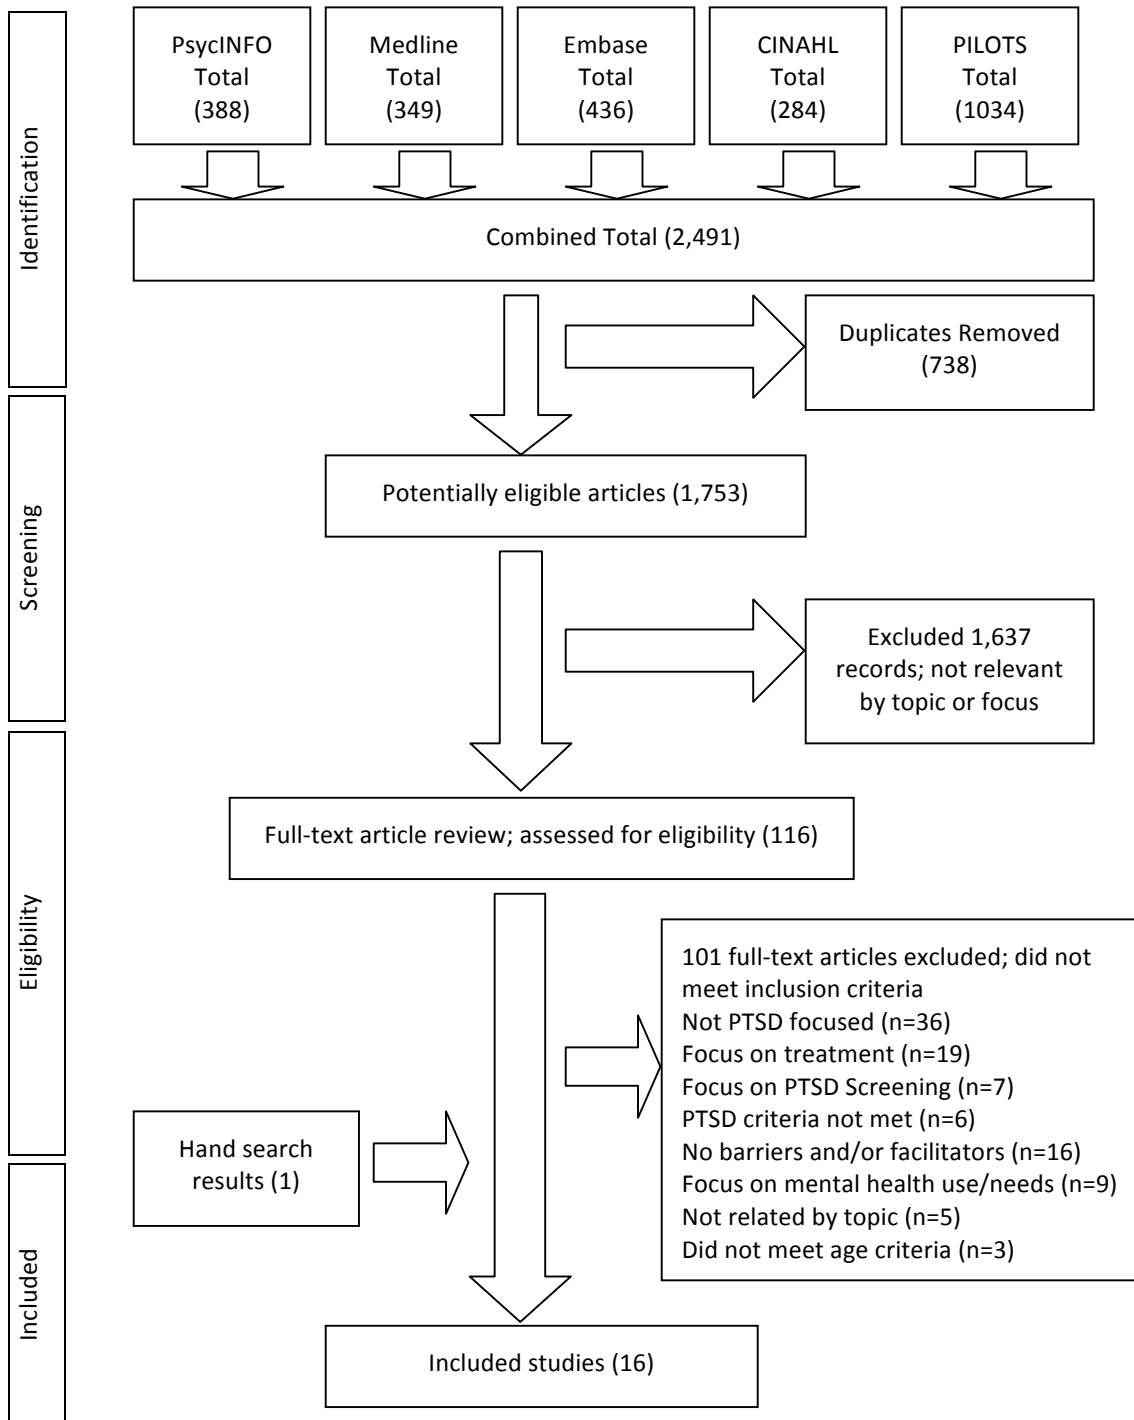 Identification
PsycINFO
Total
(388)
Medline
Total
(349)
Embase
Total
(436)
CINAHL
Total
(284)
PILOTS
Total
(1034)
Combined Total (2,491)
Duplicates Removed
(738)
Screening
Potentially eligible articles (1,753)
Excluded 1,637
records; not relevant
by topic or focus
Eligibility
Full-text article review; assessed for eligibility (116)
101 full-text articles excluded; did not
meet inclusion criteria
Not PTSD focused (n=36)
Focus on treatment (n=19)
Focus on PTSD Screening (n=7)
PTSD criteria not met (n=6)
No barriers and/or facilitators (n=16)
Focus on mental health use/needs (n=9)
Not related by topic (n=5)
Did not meet age criteria (n=3)
Hand search
results (1)
Included
Included studies (16)